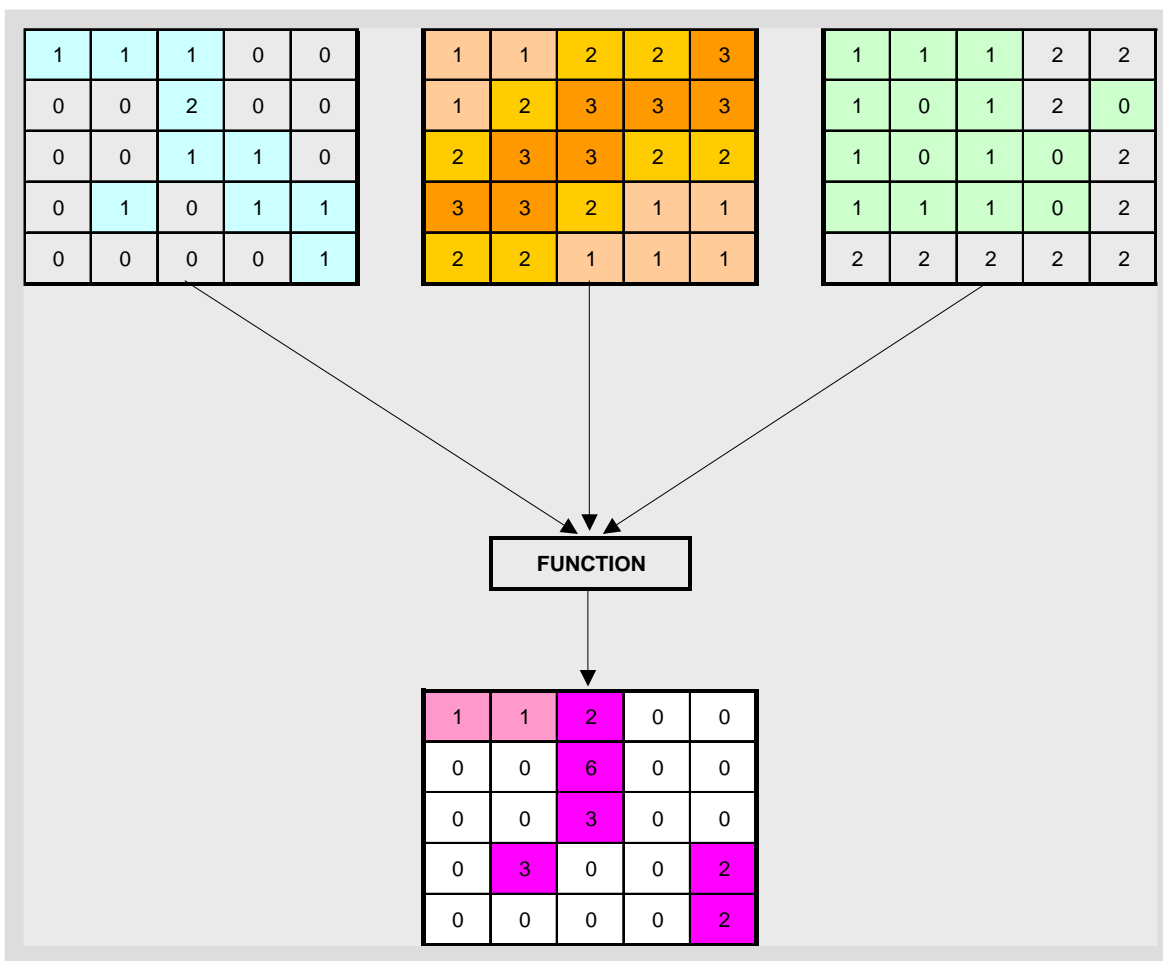 1 1 1 0 0 1 1 2 2 3 1 1 1 2 2
0 0 2 0 0 1 2 3 3 3 1 0 1 2 0
0 0 1 1 0 2 3 3 2 2 1 0 1 0 2
0 1 0 1 1 3 3 2 1 1 1 1 1 0 2
0 0 0 0 1 2 2 1 1 1 2 2 2 2 2
FUNCTION
1 1 2 0 0
0 0 6 0 0
0 0 3 0 0
0 3 0 0 2
0 0 0 0 2